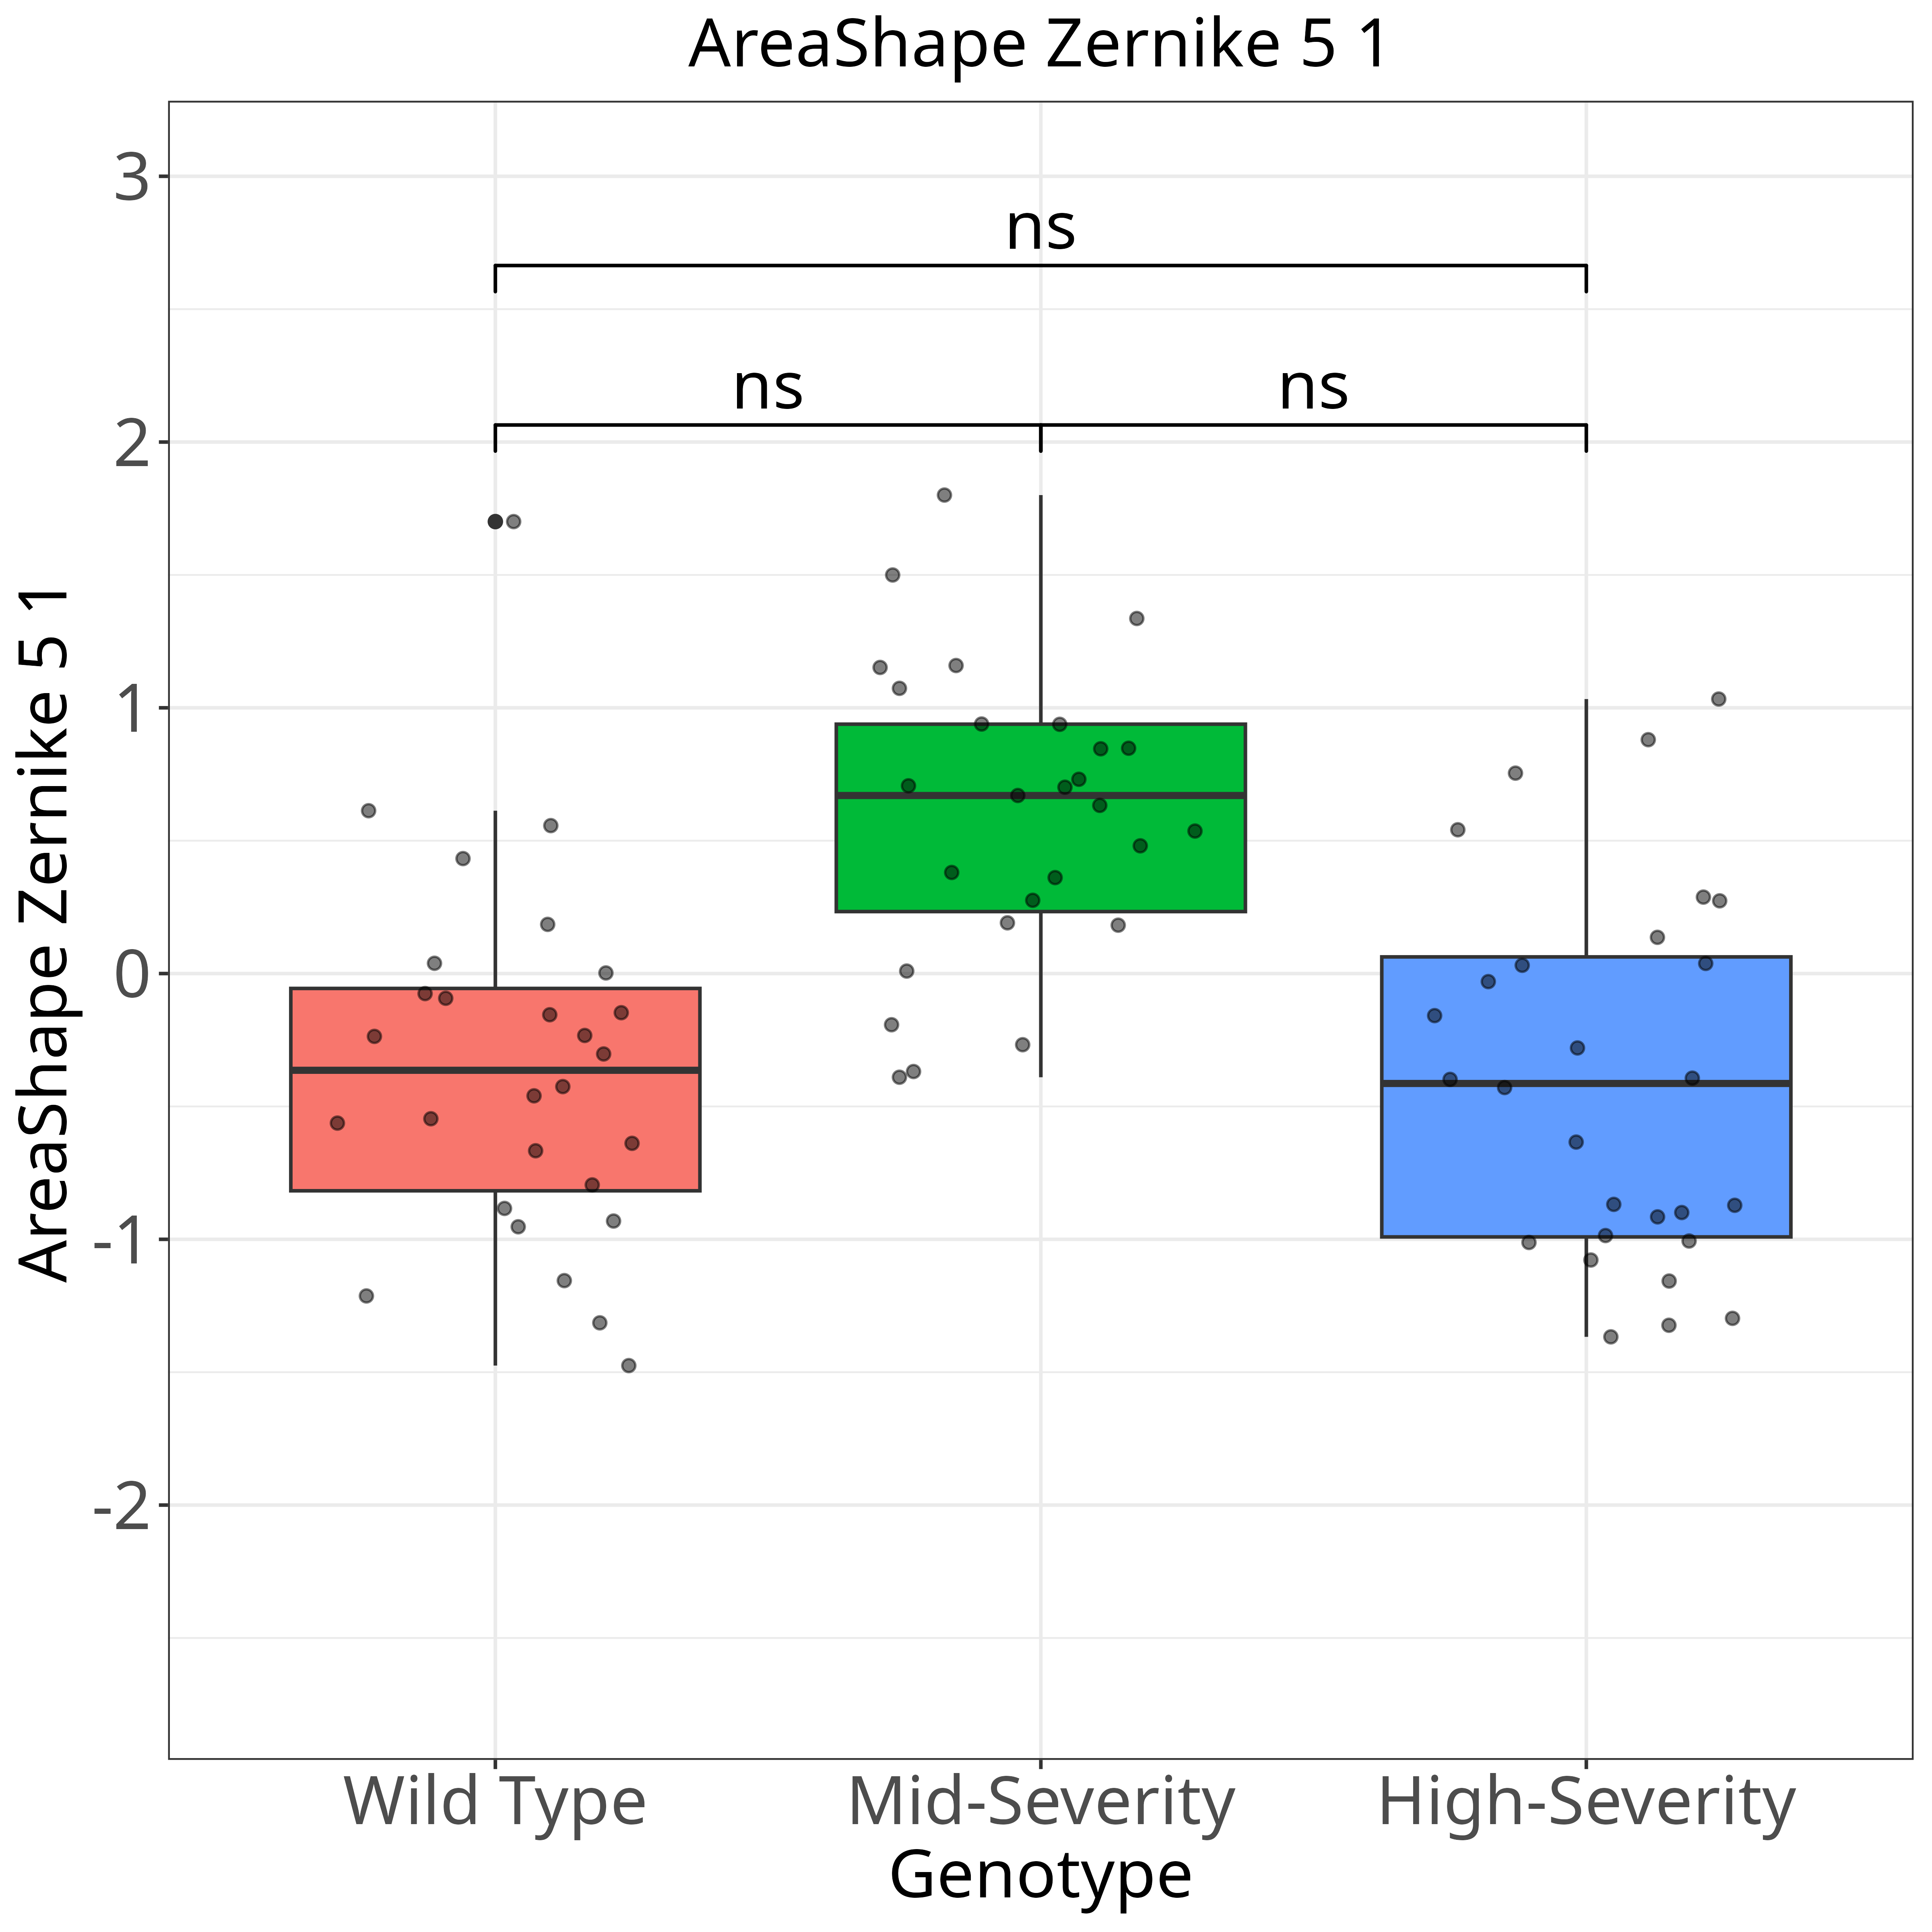 AreaShape Zernike 5 1
AreaShape Zernike 5 1
3
2
1
0
-1
-2
ns
ns
ns
Wild Type
Mid-Severity
High-Severity
Genotype